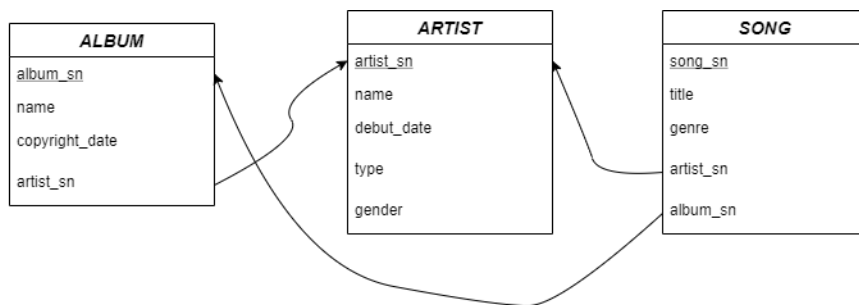 ALBUM
album_sn
name
copyright_date
artist_sn
ARTIST
artist_sn
name
debut_date
type
gender
SONG
song_sn
title
genre
artist_sn
album_sn